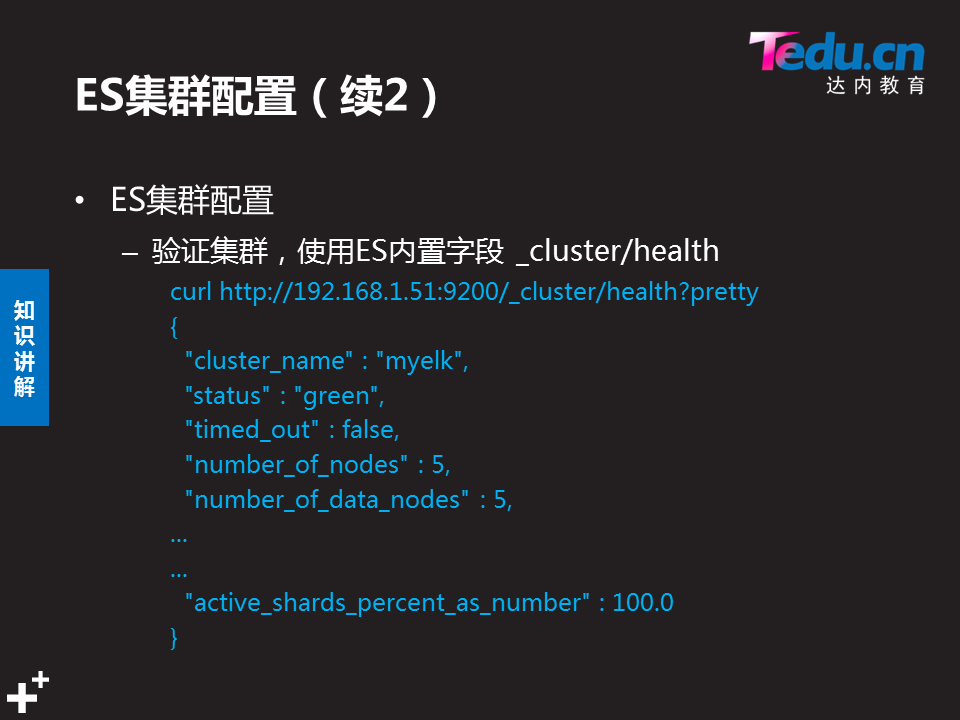 Tedu.cn
达内教育
ES集群配置（续2）
• ES集群配置
– 验证集群，使用ES内置字段 _cluster/health
curl http://192.168.1.51:9200/_cluster/health?pretty
{
"cluster_name" : "myelk",
"status" : "green",
"timed_out" : false,
"number_of_nodes" : 5,
"number_of_data_nodes" : 5,
...
...
"active_shards_percent_as_number" : 100.0
}
知识讲解